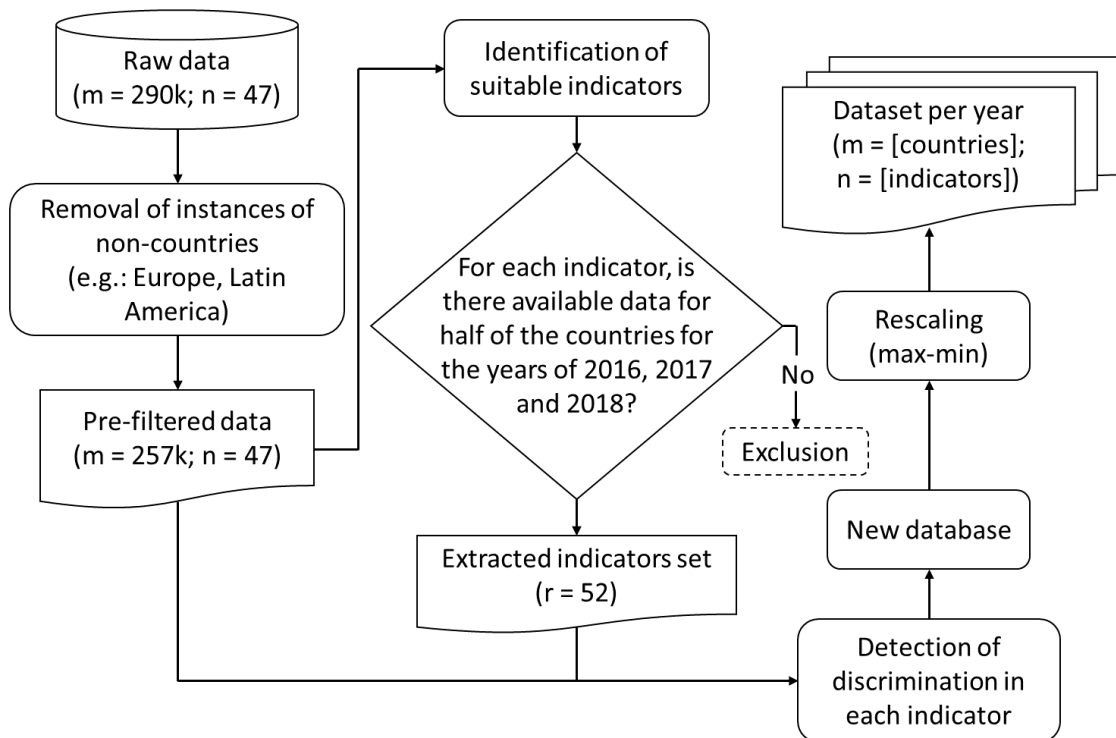 Raw data
(m = 290k; n = 47)
Removal of instances of
non-countries
(e.g.: Europe, Latin
America)
Pre-filtered data
(m = 257k; n = 47)
Identification of
suitable indicators
For each indicator, is
there available data for
half of the countries for
the years of 2016, 2017
and 2018?
No
Exclusion
Extracted indicators set
(r = 52)
Detection of
discrimination in
each indicator
New database
Rescaling
(max-min)
Dataset per year
(m = [countries];
n = [indicators])